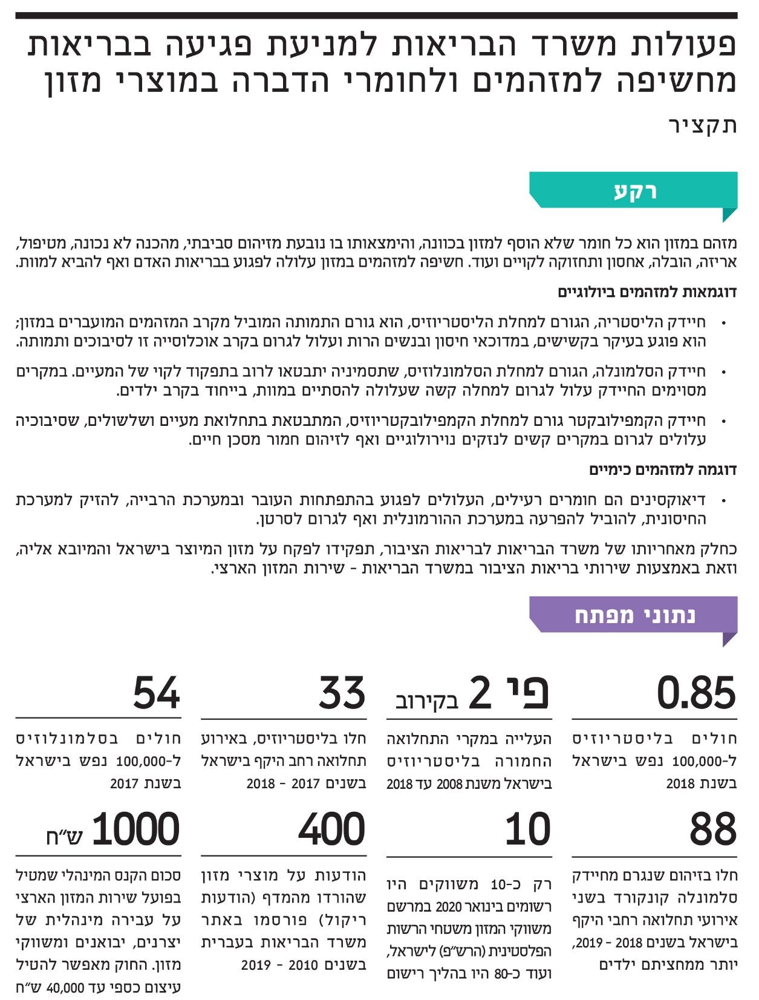 פעולות משרד הבריאות למניעת פגיעה בבריאות
מחשיפה למזהמים ולחומרי הדברה במוצרי מזון
תקציר
רקע
מזהם במזון הוא כל חומר שלא הוסף למזון בכוונה, והימצאותו בו נובעת מזיהום סביבתי, מהכנה לא נכונה, מטיפול,
אריזה, הובלה, אחסון ותחזוקה לקויים ועוד. חשיפה למזהמים במזון עלולה לפגוע בבריאות האדם ואף להביא למוות.
דוגמאות למזהמים ביולוגיים
• חיידק הליסטריה, הגורם למחלת הליסטריוזיס, הוא גורם התמותה המוביל מקרב המזהמים המועברים במזון;
הוא פוגע בעיקר בקשישים, במדוכאי חיסון ובנשים הרות ועלול לגרום בקרב אוכלוסייה זו לסיבוכים ותמותה.
• חיידק הסלמונלה, הגורם למחלת הסלמונלוזיס, שתסמיניה יתבטאו לרוב בתפקוד לקוי של המעיים. במקרים
מסוימים החיידק עלול לגרום למחלה קשה שעלולה להסתיים במוות, בייחוד בקרב ילדים.
• חיידק הקמפילובקטר גורם למחלת הקמפילובקטריוזיס, המתבטאת בתחלואת מעיים ושלשולים, שסיבוכיה
עלולים לגרום במקרים קשים לנזקים נוירולוגיים ואף לזיהום חמור מסכן חיים.
דוגמה למזהמים כימיים
• דיאוקסינים הם חומרים רעילים, העלולים לפגוע בהתפתחות העובר ובמערכת הרבייה, להזיק למערכת
החיסונית, להוביל להפרעה במערכת ההורמונלית ואף לגרום לסרטן.
כחלק מאחריותו של משרד הבריאות לבריאות הציבור, תפקידו לפקח על מזון המיוצר בישראל והמיובא אליה,
וזאת באמצעות שירותי בריאות הציבור במשרד הבריאות - שירות המזון הארצי.
נתוני מפתח
0.85
חולים בליסטריוזיס
ל-100,000 נפש בישראל
בשנת 2018
פי 2 בקירוב
העלייה במקרי התחלואה
החמורה בליסטריוזיס
בישראל משנת 2008 עד 2018
33
חלו בליסטריוזיס, באירוע
תחלואה רחב היקף בישראל
בשנים 2017 - 2018
54
חולים בסלמונלוזיס
ל-100,000 נפש בישראל
בשנת 2017
88
חלו בזיהום שנגרם מחיידק
סלמונלה קונקורד בשני
אירועי תחלואה רחבי היקף
בישראל בשנים 2018 - 2019,
יותר ממחציתם ילדים
10
רק כ-10 משווקים היו
רשומים בינואר 2020 במרשם
משווקי המזון משטחי הרשות
הפלסטינית (הרש"פ) לישראל,
ועוד כ-80 היו בהליך רישום
400
הודעות על מוצרי מזון
שהורדו מהמדף (הודעות
ריקול) פורסמו באתר
משרד הבריאות בעברית
בשנים 2010 - 2019
1000 ש"ח
סכום הקנס המינהלי שמטיל
בפועל שירות המזון הארצי
על עבירה מינהלית של
יצרנים, יבואנים ומשווקי
מזון. החוק מאפשר להטיל
עיצום כספי עד 40,000 ש"ח